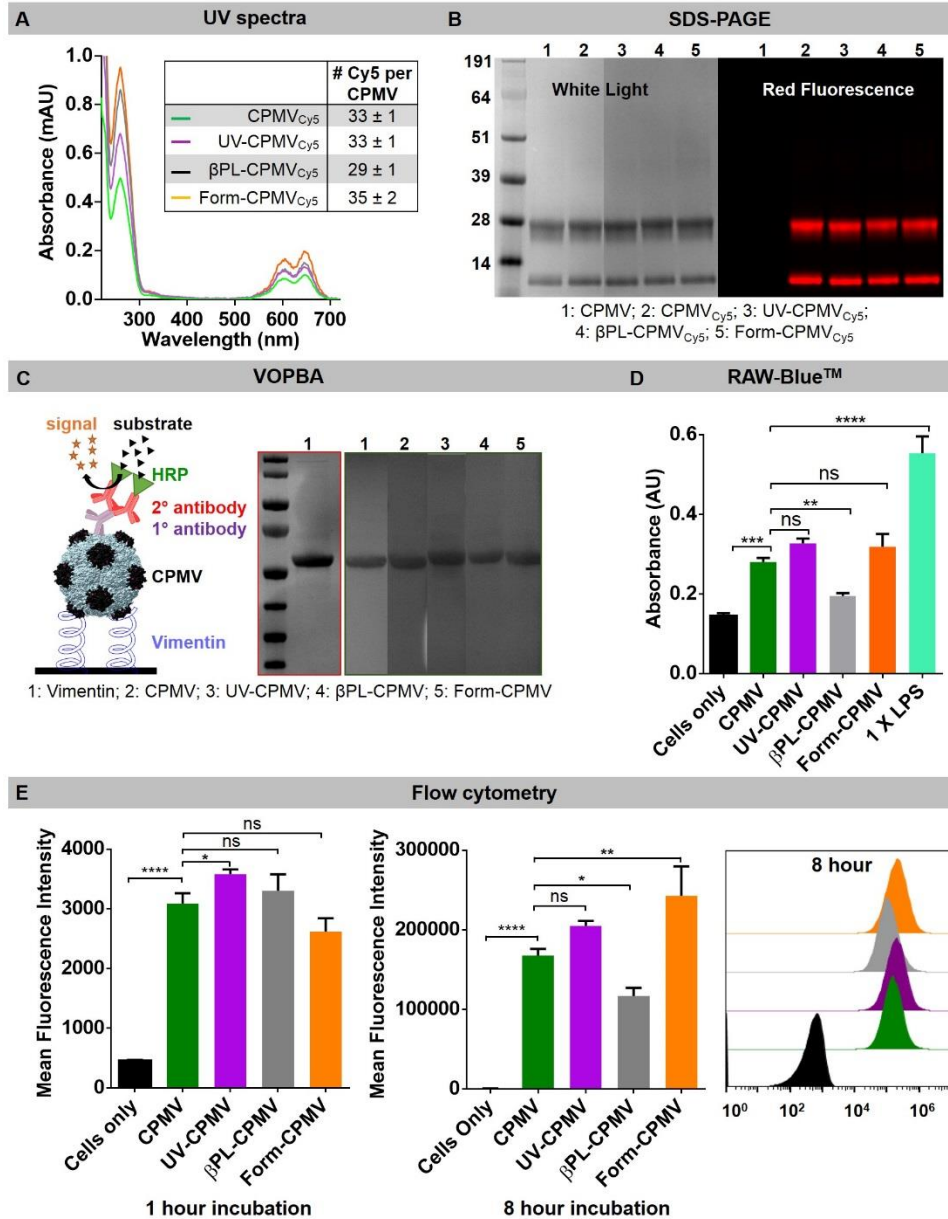 A UV spectra
Absorbance (mAU)
1.0
0.8
0.6
0.4
0.2
0.0
300 400 500 600 700
Wavelength (nm)
# Cy5 per
CPMV
CPMVCy5 33 ± 1
UV-CPMVCy5 33 ± 1
βPL-CPMVCy5 29 ± 1
Form-CPMVCy5 35 ± 2
B SDS-PAGE
1 2 3 4 5 1 2 3 4 5
191
64
51
39
28
14
White Light Red Fluorescence
1: CPMV; 2: CPMVCy5; 3: UV-CPMVCy5;
4: βPL-CPMVCy5; 5: Form-CPMVCy5
C VOPBA
signal substrate
HRP
2° antibody
1° antibody
CPMV
Vimentin
1 1 2 3 4 5
1: Vimentin; 2: CPMV; 3: UV-CPMV; 4: βPL-CPMV; 5: Form-CPMV
D RAW-Blue™
Absorbance (AU)
0.6
0.4
0.2
0.0
****
ns
**
ns
***
Cells only
CPMV
UV-CPMV
βPL-CPMV
Form-CPMV
1 X LPS
E Flow cytometry
Mean Fluorescence Intensity
4000
3000
2000
1000
0
ns
ns
*
****
Cells only
CPMV
UV-CPMV
βPL-CPMV
Form-CPMV
1 hour incubation
Mean Fluorescence Intensity
300000
200000
100000
0
**
*
ns
****
Cells Only
CPMV
UV-CPMV
βPL-CPMV
Form-CPMV
8 hour incubation
8 hour
10⁰ 10² 10⁴ 10⁶